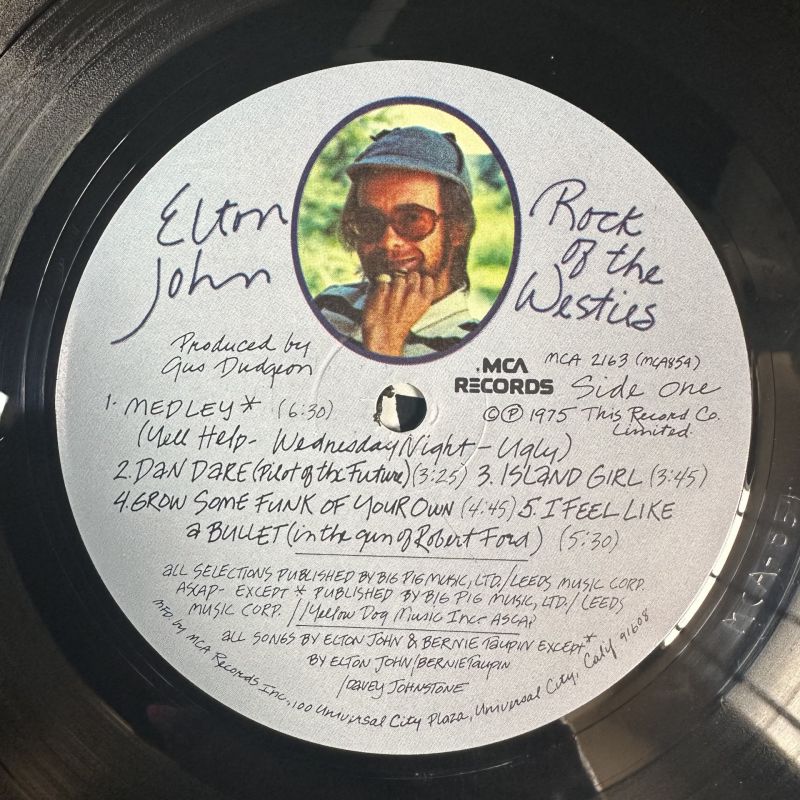 Elton
John
Rock
of the
Westies
Produced by
Gus Dudgeon
MCA
RECORDS
MCA 2163 (MCA854)
Side One
©℗ 1975 This Record Co.
Limited.
1- MEDLEY* (6:30)
(Yell Help- Wednesday Night - Ugly)
2. DAN DARE (Pilot of the Future) (3:25) 3. ISLAND GIRL (3:45)
4. GROW SOME FUNK OF YOUR OWN (4:45) 5. I FEEL LIKE
a BULLET (in the gun of Robert Ford) (5:30)
ALL SELECTIONS PUBLISHED BY BIG PIG MUSIC, LTD./LEEDS MUSIC CORP.
ASCAP- EXCEPT * PUBLISHED BY BIG PIG MUSIC, LTD./LEEDS
MUSIC CORP. //Yellow Dog Music Inc- ASCAP
ALL SONGS BY ELTON JOHN & BERNIE TAUPIN EXCEPT*
BY ELTON JOHN/BERNIE TAUPIN
/DAVEY JOHNSTONE
MFD by MCA Records Inc., 100 Universal City Plaza, Universal City, Calif 91608